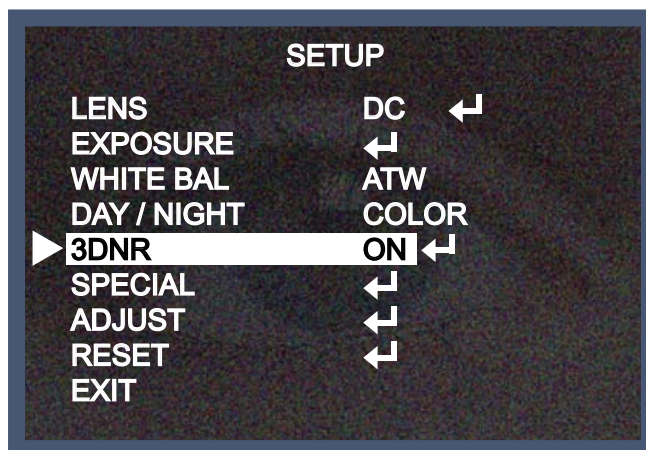 SETUP
LENS DC ↵
EXPOSURE ↵
WHITE BAL ATW
DAY / NIGHT COLOR
3DNR ON ↵
SPECIAL ↵
ADJUST ↵
RESET ↵
EXIT